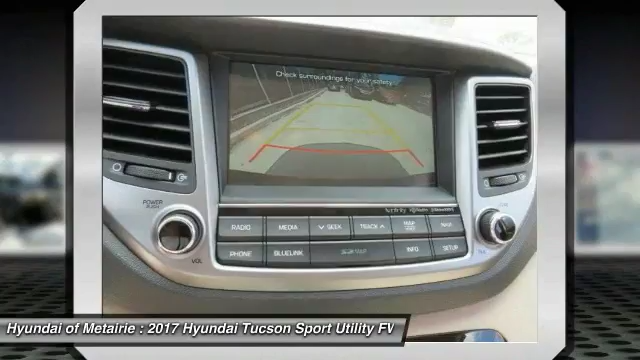 Check surroundings for your safety
POWER
PUSH
VOL
RADIO
MEDIA
SEEK
TRACK
MAP
PHONE
BLUELINK
INFO
SETUP
Hyundai of Metairie : 2017 Hyundai Tucson Sport Utility FV